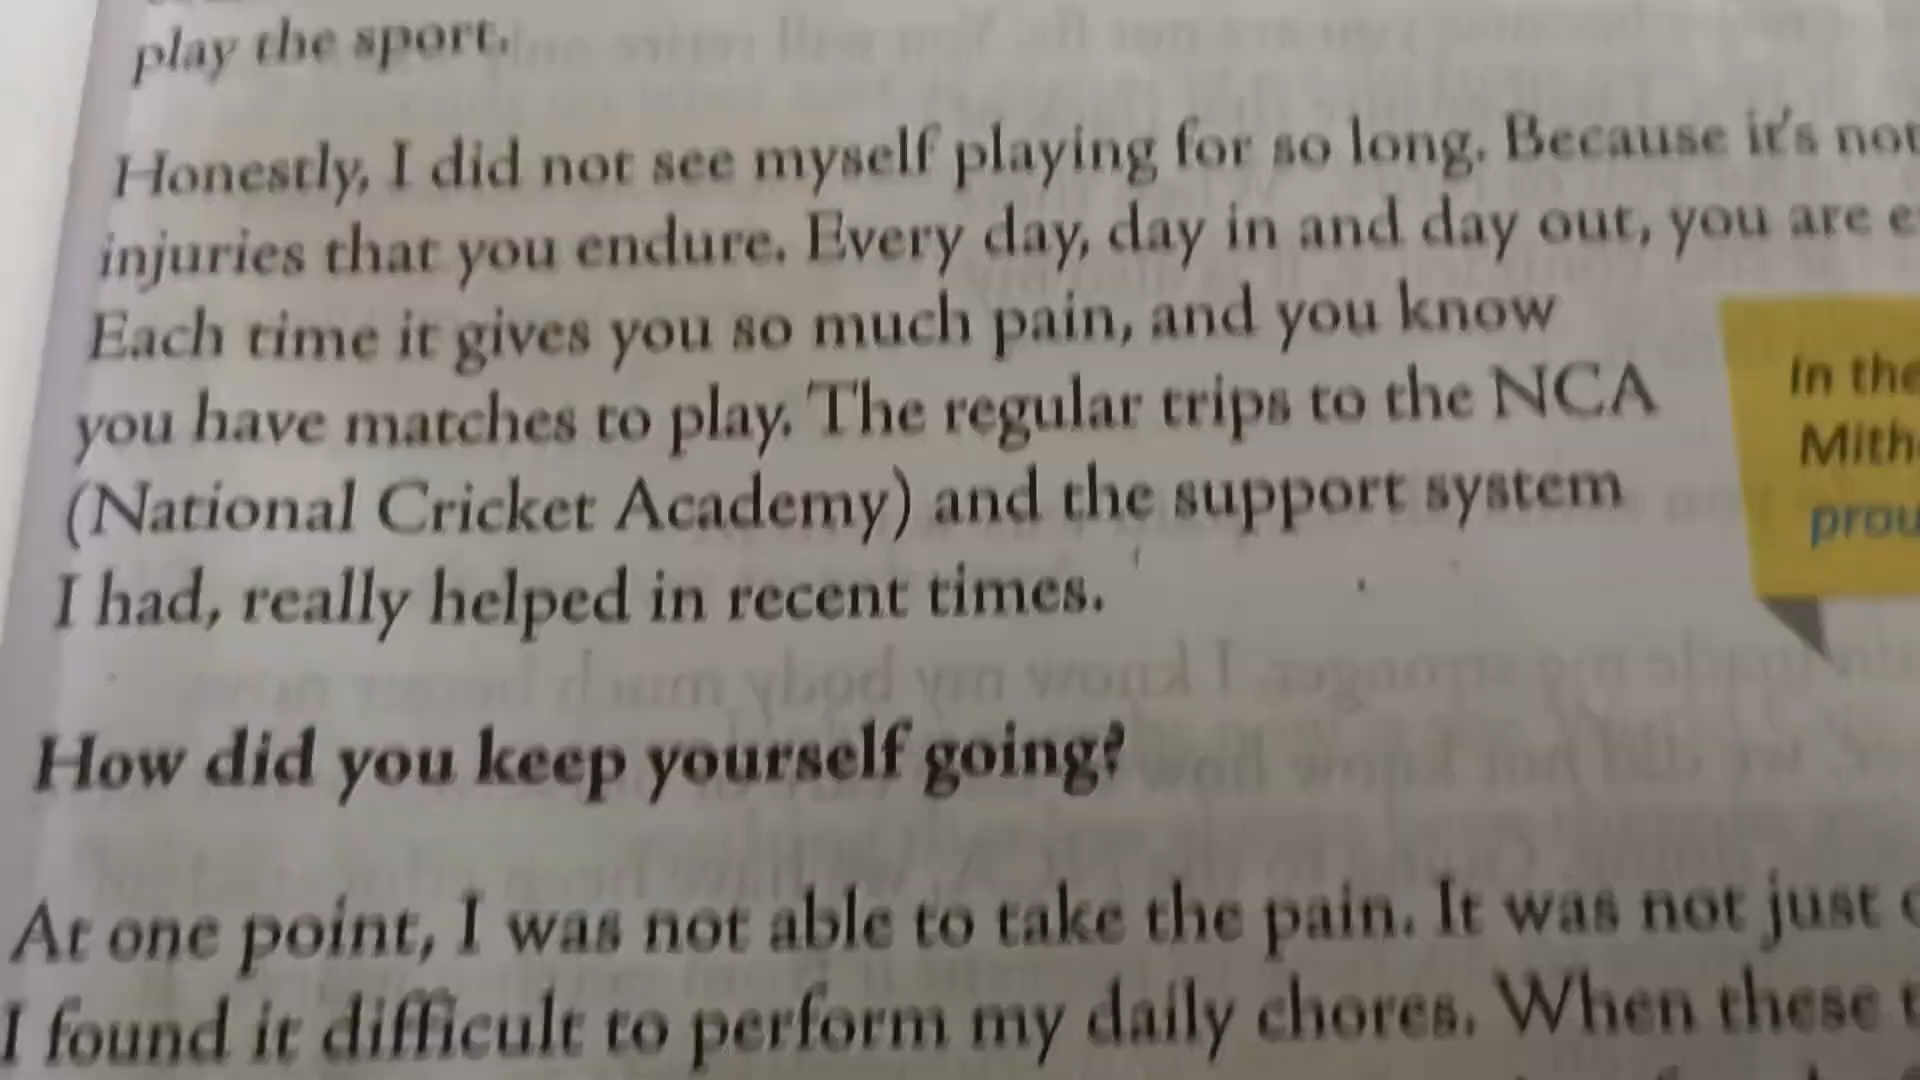 play the sport.
Honestly, I did not see myself playing for so long. Because it's not
injuries that you endure. Every day, day in and day out, you are
Each time it gives you so much pain, and you know
you have matches to play. The regular trips to the NCA
(National Cricket Academy) and the support system
I had, really helped in recent times.
In the
How did you keep yourself going?
At one point, I was not able to take the pain. It was not just
I found it difficult to perform my daily chores. When these